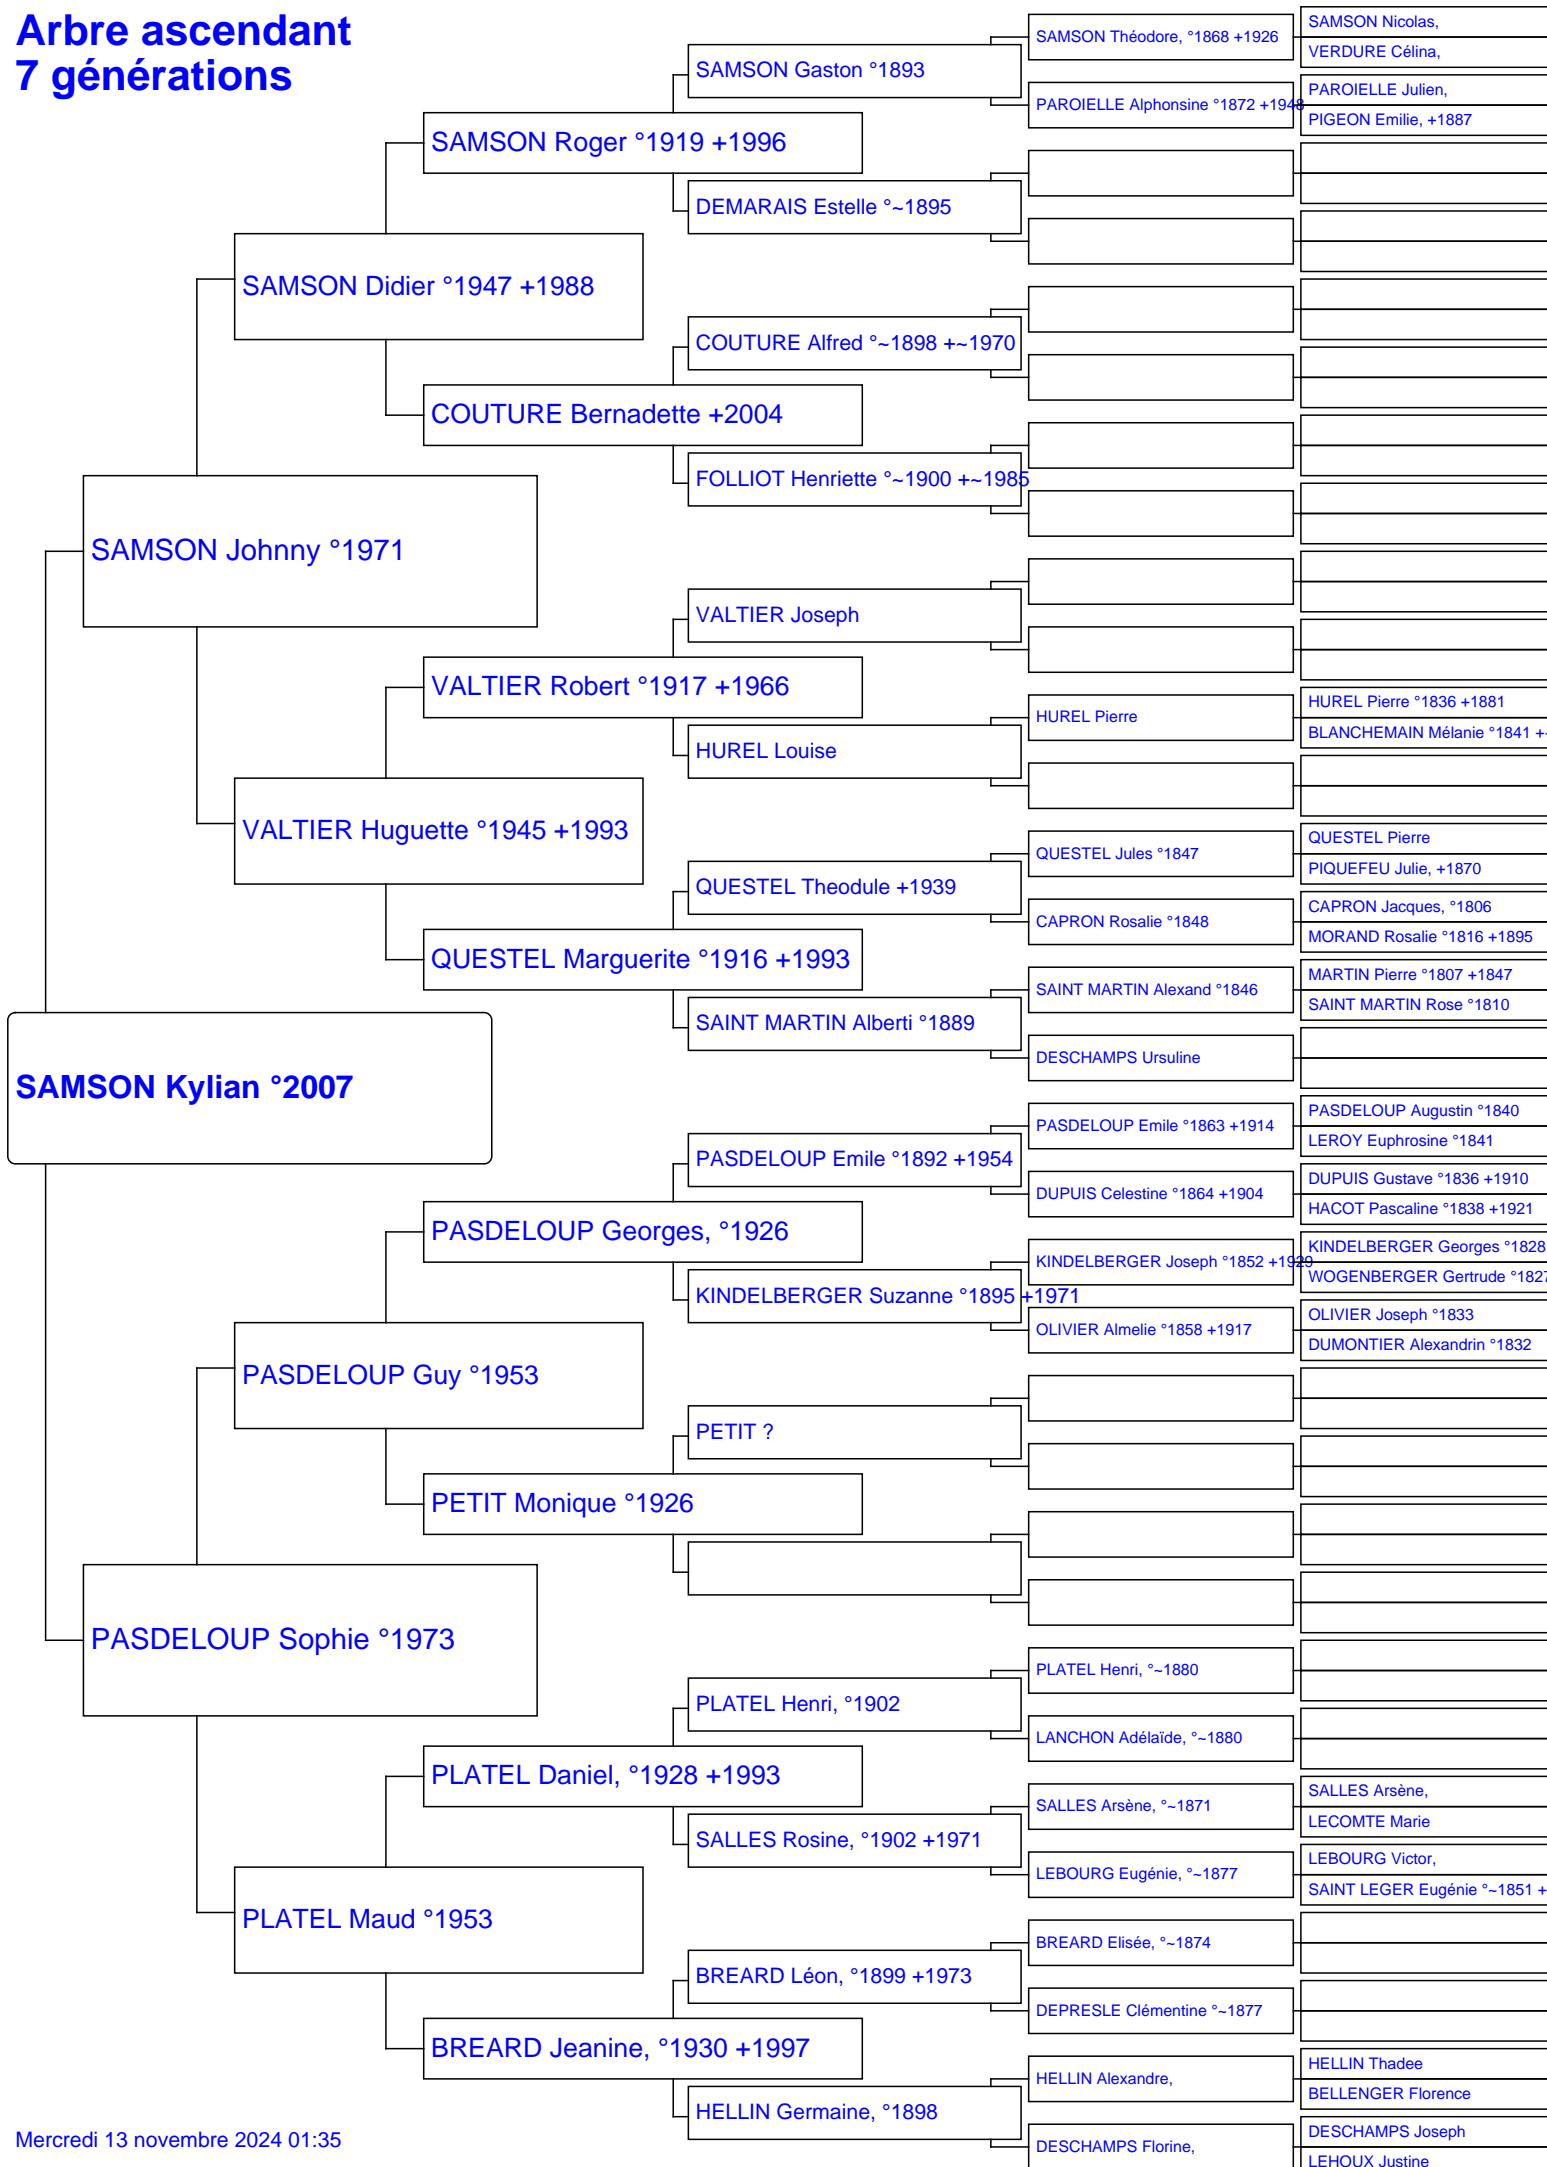 Arbre ascendant
7 générations
SAMSON Kylian °2007
SAMSON Johnny °1971
PASDELOUP Sophie °1973
SAMSON Didier °1947 +1988
VALTIER Huguette °1945 +1993
PASDELOUP Guy °1953
PLATEL Maud °1953
SAMSON Roger °1919 +1996
COUTURE Bernadette +2004
VALTIER Robert °1917 +1966
QUESTEL Marguerite °1916 +1993
PASDELOUP Georges, °1926
PETIT Monique °1926
PLATEL Daniel, °1928 +1993
BREARD Jeanine, °1930 +1997
SAMSON Gaston °1893
DEMARAIS Estelle °~1895
COUTURE Alfred °~1898 +~1970
FOLLIOT Henriette °~1900 +~1985
VALTIER Joseph
HUREL Louise
QUESTEL Theodule +1939
SAINT MARTIN Alberti °1889
PASDELOUP Emile °1892 +1954
KINDELBERGER Suzanne °1895 +1971
PETIT ?
PLATEL Henri, °1902
SALLES Rosine, °1902 +1971
BREARD Léon, °1899 +1973
HELLIN Germaine, °1898
SAMSON Théodore, °1868 +1926
PAROIELLE Alphonsine °1872 +1948
HUREL Pierre
QUESTEL Jules °1847
CAPRON Rosalie °1848
SAINT MARTIN Alexand °1846
DESCHAMPS Ursuline
PASDELOUP Emile °1863 +1914
DUPUIS Celestine °1864 +1904
KINDELBERGER Joseph °1852 +1929
OLIVIER Almelie °1858 +1917
PLATEL Henri, °~1880
LANCHON Adélaïde, °~1880
SALLES Arsène, °~1871
LEBOURG Eugénie, °~1877
BREARD Elisée, °~1874
DEPRESLE Clémentine °~1877
HELLIN Alexandre,
DESCHAMPS Florine,
SAMSON Nicolas,
VERDURE Célina,
PAROIELLE Julien,
PIGEON Emilie, +1887
HUREL Pierre °1836 +1881
BLANCHEMAIN Mélanie °1841 +
QUESTEL Pierre
PIQUEFEU Julie, +1870
CAPRON Jacques, °1806
MORAND Rosalie °1816 +1895
MARTIN Pierre °1807 +1847
SAINT MARTIN Rose °1810
PASDELOUP Augustin °1840
LEROY Euphrosine °1841
DUPUIS Gustave °1836 +1910
HACOT Pascaline °1838 +1921
KINDELBERGER Georges °1828
WOGENBERGER Gertrude °1827
OLIVIER Joseph °1833
DUMONTIER Alexandrin °1832
SALLES Arsène,
LECOMTE Marie
LEBOURG Victor,
SAINT LEGER Eugénie °~1851 +
HELLIN Thadee
BELLENGER Florence
DESCHAMPS Joseph
LEHOUX Justine
Mercredi 13 novembre 2024 01:35